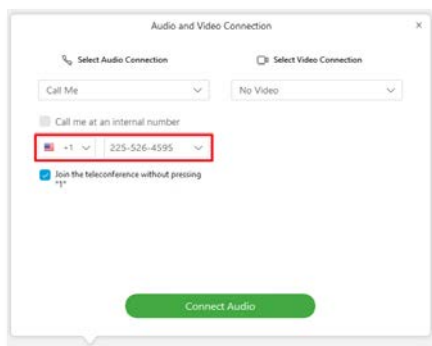 Audio and Video Connection
Select Audio Connection
Select Video Connection
Call Me
No Video
Call me at an internal number
+1 225-526-4595
Join the teleconference without pressing
"1"
Connect Audio